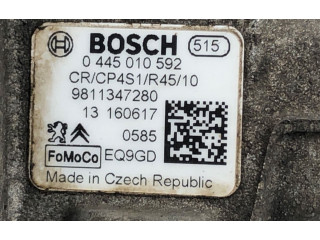 BOSCH 515
0 445 010 592
CR/CP4S1/R45/10
9811347280
13 160617
0585
FoMoCo EQ9GD
Made in Czech Republic